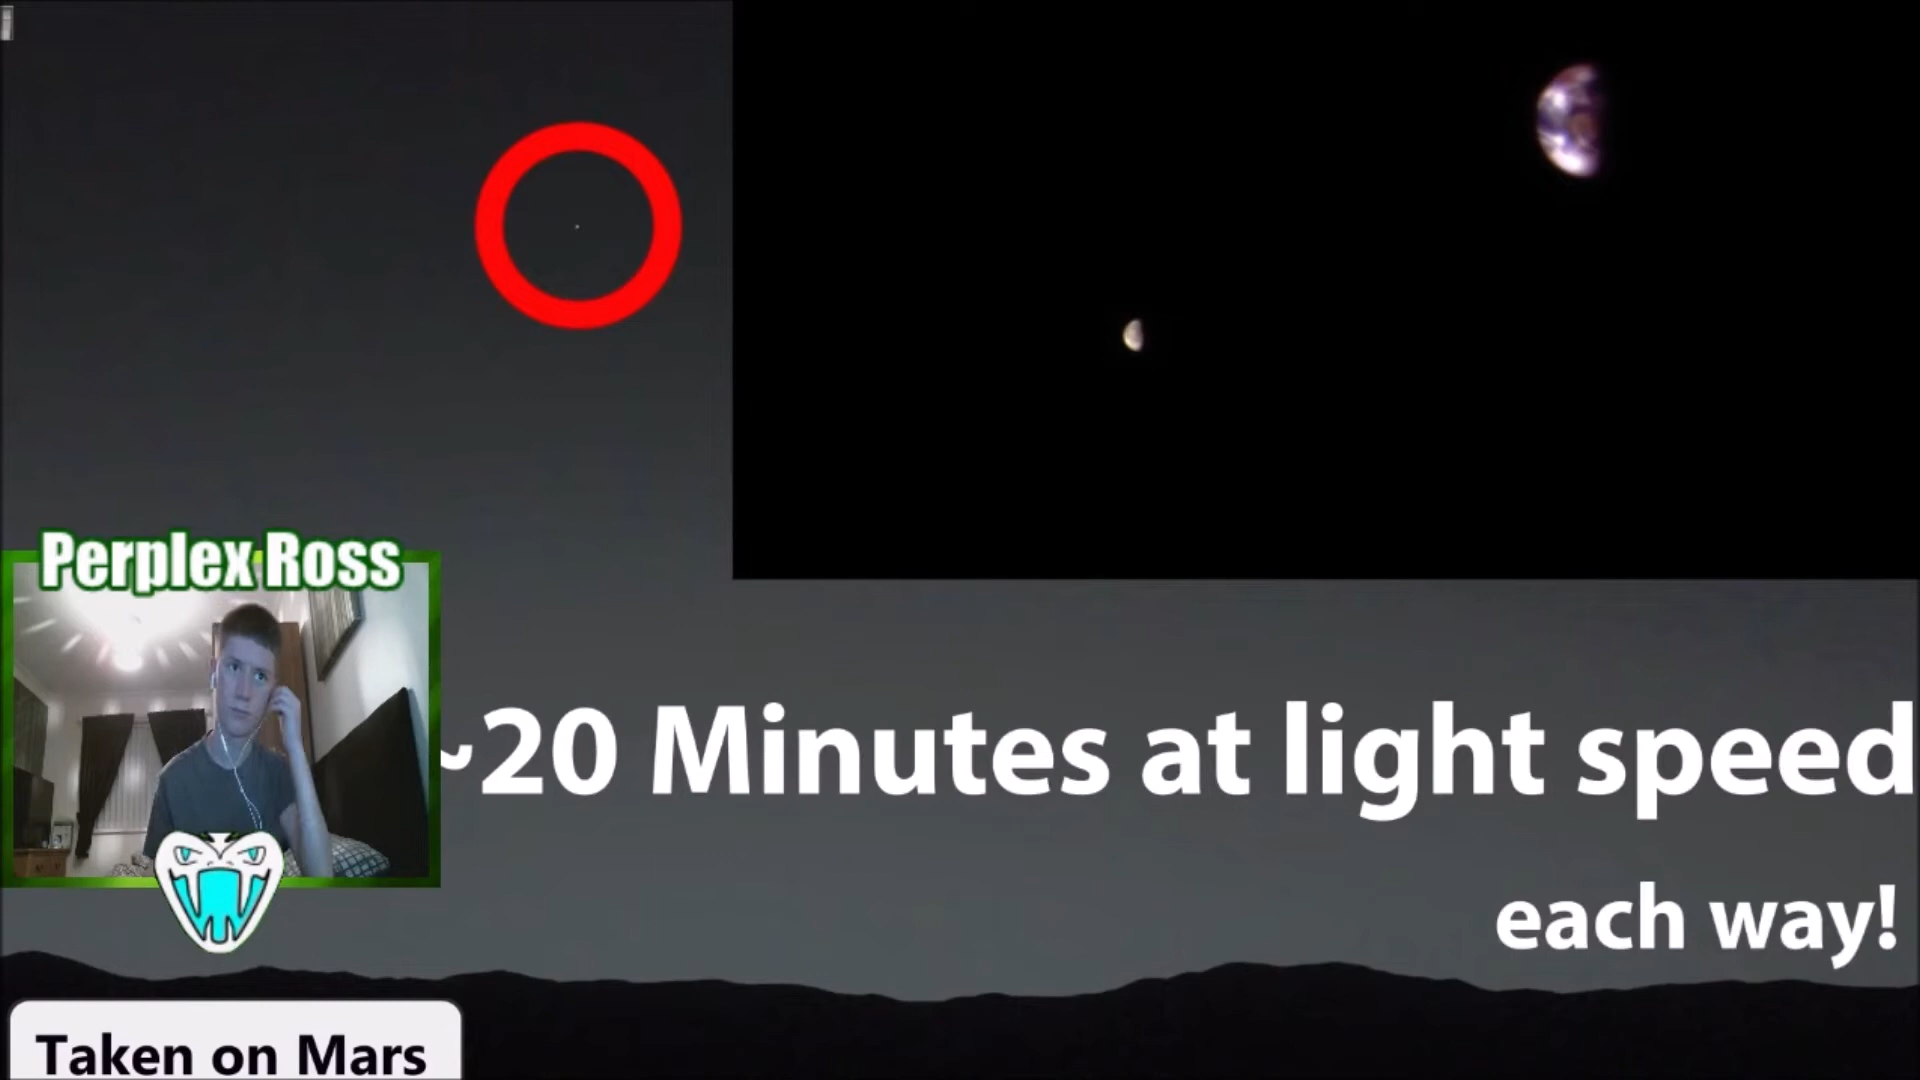 Perplex Ross
~20 Minutes at light speed
each way!
Taken on Mars